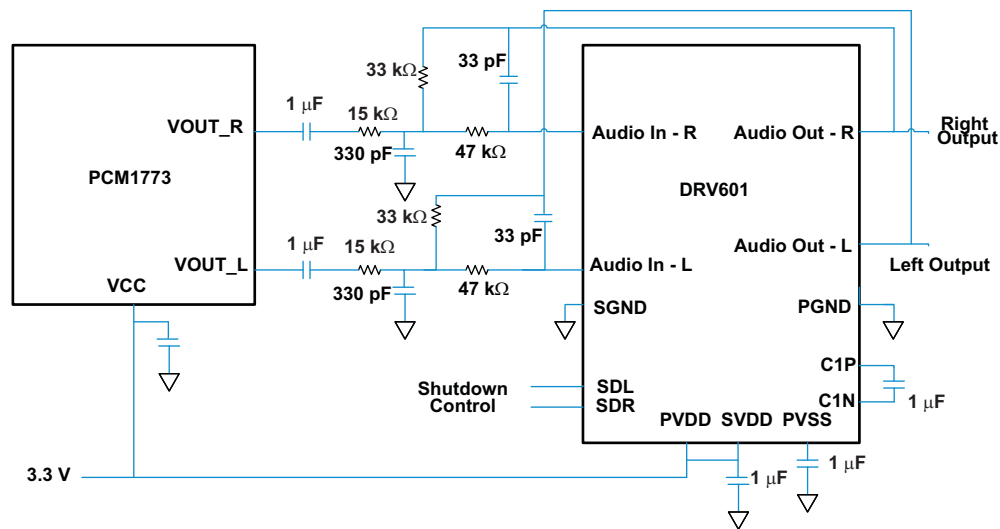 33 kΩ
33 pF
1 μF
15 kΩ
VOUT_R
330 pF
47 kΩ
Audio In - R
Audio Out - R
Right
Output
PCM1773
DRV601
33 kΩ
33 pF
1 μF
15 kΩ
VOUT_L
330 pF
47 kΩ
Audio In - L
Audio Out - L
Left Output
VCC
SGND
PGND
C1P
C1N
1 μF
Shutdown
Control
SDL
SDR
PVDD SVDD PVSS
3.3 V
1 μF
1 μF